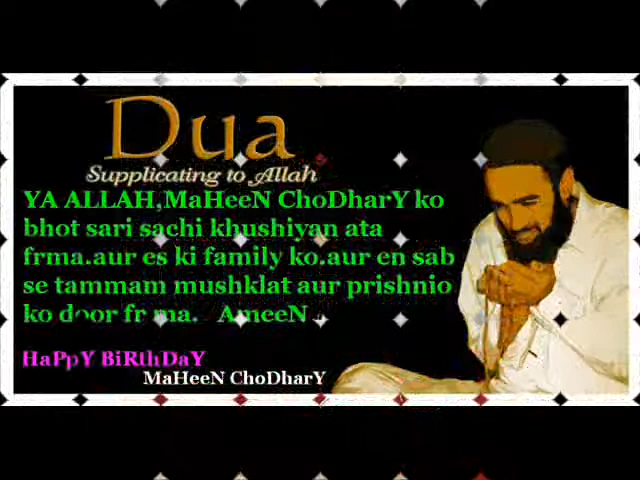 Dua
Supplicating to Allah
YA ALLAH,MaHeeN ChoDharY ko
bhot sari sachi khushiyan ata
frma.aur es ki family ko.aur en sab
se tammam mushklat aur prishnio
ko door frma. AmeeN
HaPpY BiRthDaY
MaHeeN ChoDharY